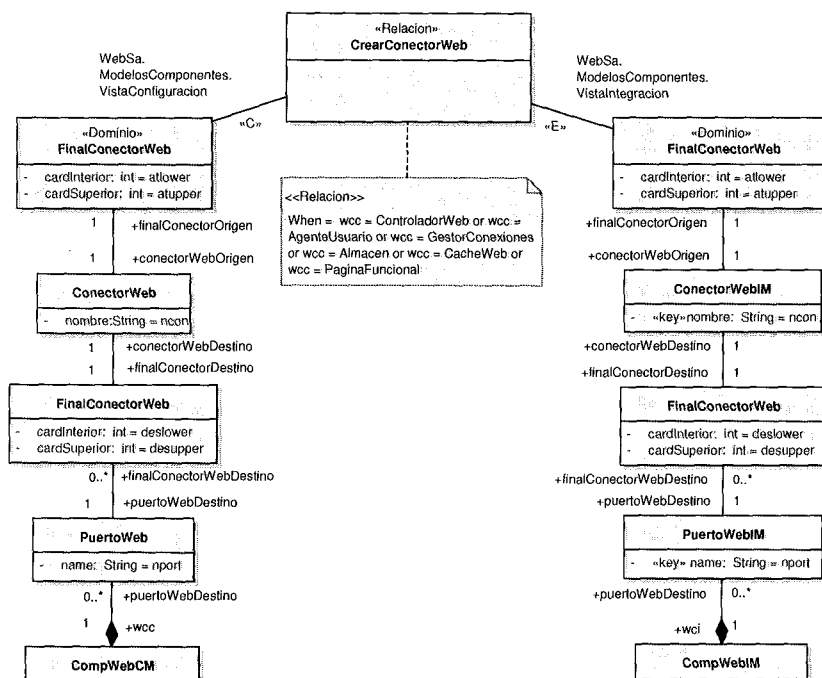 «Relacion»
CrearConectorWeb
WebSa.
ModelosComponentes.
VistaConfiguracion
WebSa.
ModelosComponentes.
VistaIntegracion
«C»
«E»
«Dominio»
FinalConectorWeb
- cardInterior: int = atlower
- cardSuperior: int = atupper
1 +finalConectorOrigen
1 +conectorWebOrigen
ConectorWeb
- nombre:String = ncon
1 +conectorWebDestino
1 +finalConectorDestino
FinalConectorWeb
- cardInterior: int = deslower
- cardSuperior: int = desupper
0..* +finalConectorWebDestino
1 +puertoWebDestino
PuertoWeb
- name: String = nport
0..* +puertoWebDestino
1 +wcc
CompWebCM
<<Relacion>>
When = wcc = ControladorWeb or wcc =
AgenteUsuario or wcc = GestorConexiones
or wcc = Almacen or wcc = CacheWeb or
wcc = PaginaFuncional
«Dominio»
FinalConectorWeb
- cardInterior: int = atlower
- cardSuperior: int = atupper
+finalConectorOrigen 1
+conectorWebOrigen 1
ConectorWebIM
- «key»nombre: String = ncon
+conectorWebDestino 1
+finalConectorDestino 1
FinalConectorWeb
- cardInterior: int = deslower
- cardSuperior: int = desupper
+finalConectorWebDestino 0..*
+puertoWebDestino 1
PuertoWebIM
- «key» name: String = nport
+puertoWebDestino 0..*
+wci 1
CompWebIM